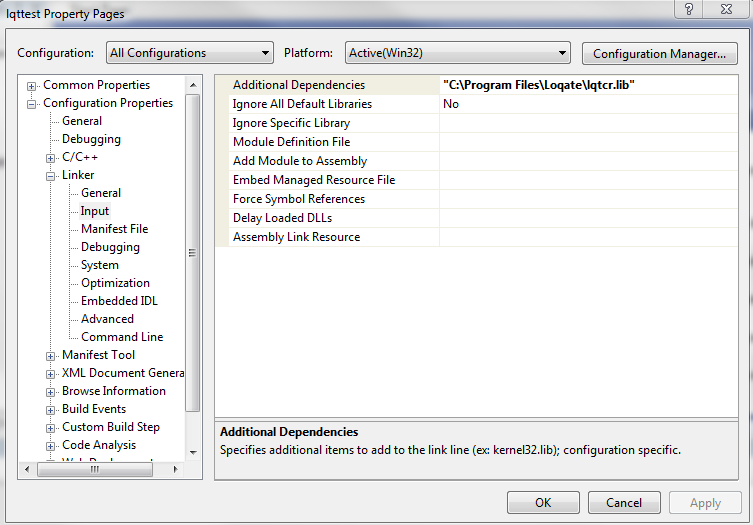 lqttest Property Pages
?
Configuration: All Configurations Platform: Active(Win32) Configuration Manager...
Common Properties
Configuration Properties
General
Debugging
C/C++
Linker
General
Input
Manifest File
Debugging
System
Optimization
Embedded IDL
Advanced
Command Line
Manifest Tool
XML Document Genera
Browse Information
Build Events
Custom Build Step
Code Analysis
Additional Dependencies "C:\Program Files\Loqate\lqtcr.lib"
Ignore All Default Libraries No
Ignore Specific Library
Module Definition File
Add Module to Assembly
Embed Managed Resource File
Force Symbol References
Delay Loaded DLLs
Assembly Link Resource
Additional Dependencies
Specifies additional items to add to the link line (ex: kernel32.lib); configuration specific.
OK Cancel Apply